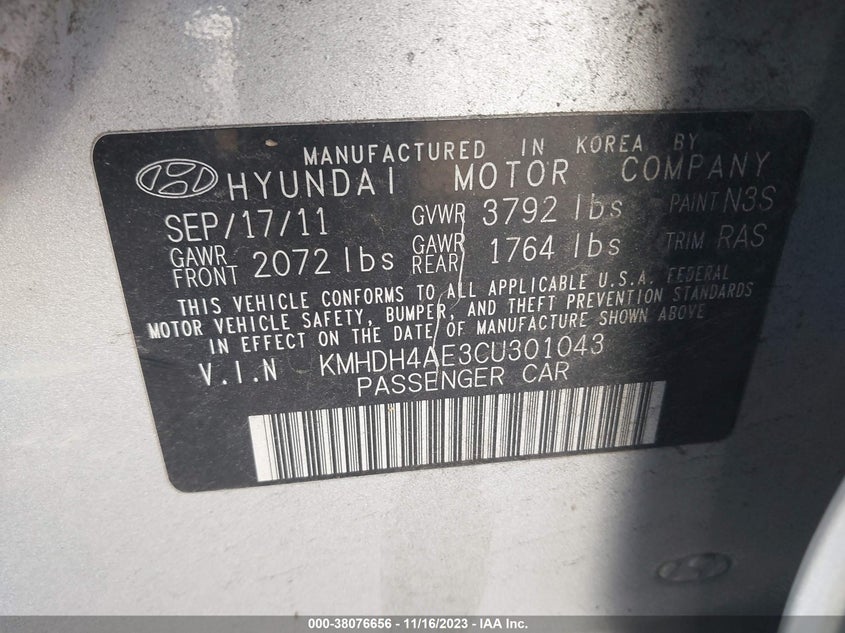 MANUFACTURED IN KOREA BY
HYUNDAI MOTOR COMPANY
SEP/17/11 GVWR 3792 lbs PAINT N3S
GAWR FRONT 2072 lbs GAWR REAR 1764 lbs TRIM RAS
THIS VEHICLE CONFORMS TO ALL APPLICABLE U.S.A. FEDERAL
MOTOR VEHICLE SAFETY, BUMPER, AND THEFT PREVENTION STANDARDS
IN EFFECT ON THE DATE OF MANUFACTURE SHOWN ABOVE
V.I.N KMHDH4AE3CU301043
PASSENGER CAR
000-38076656 - 11/16/2023 - IAA Inc.